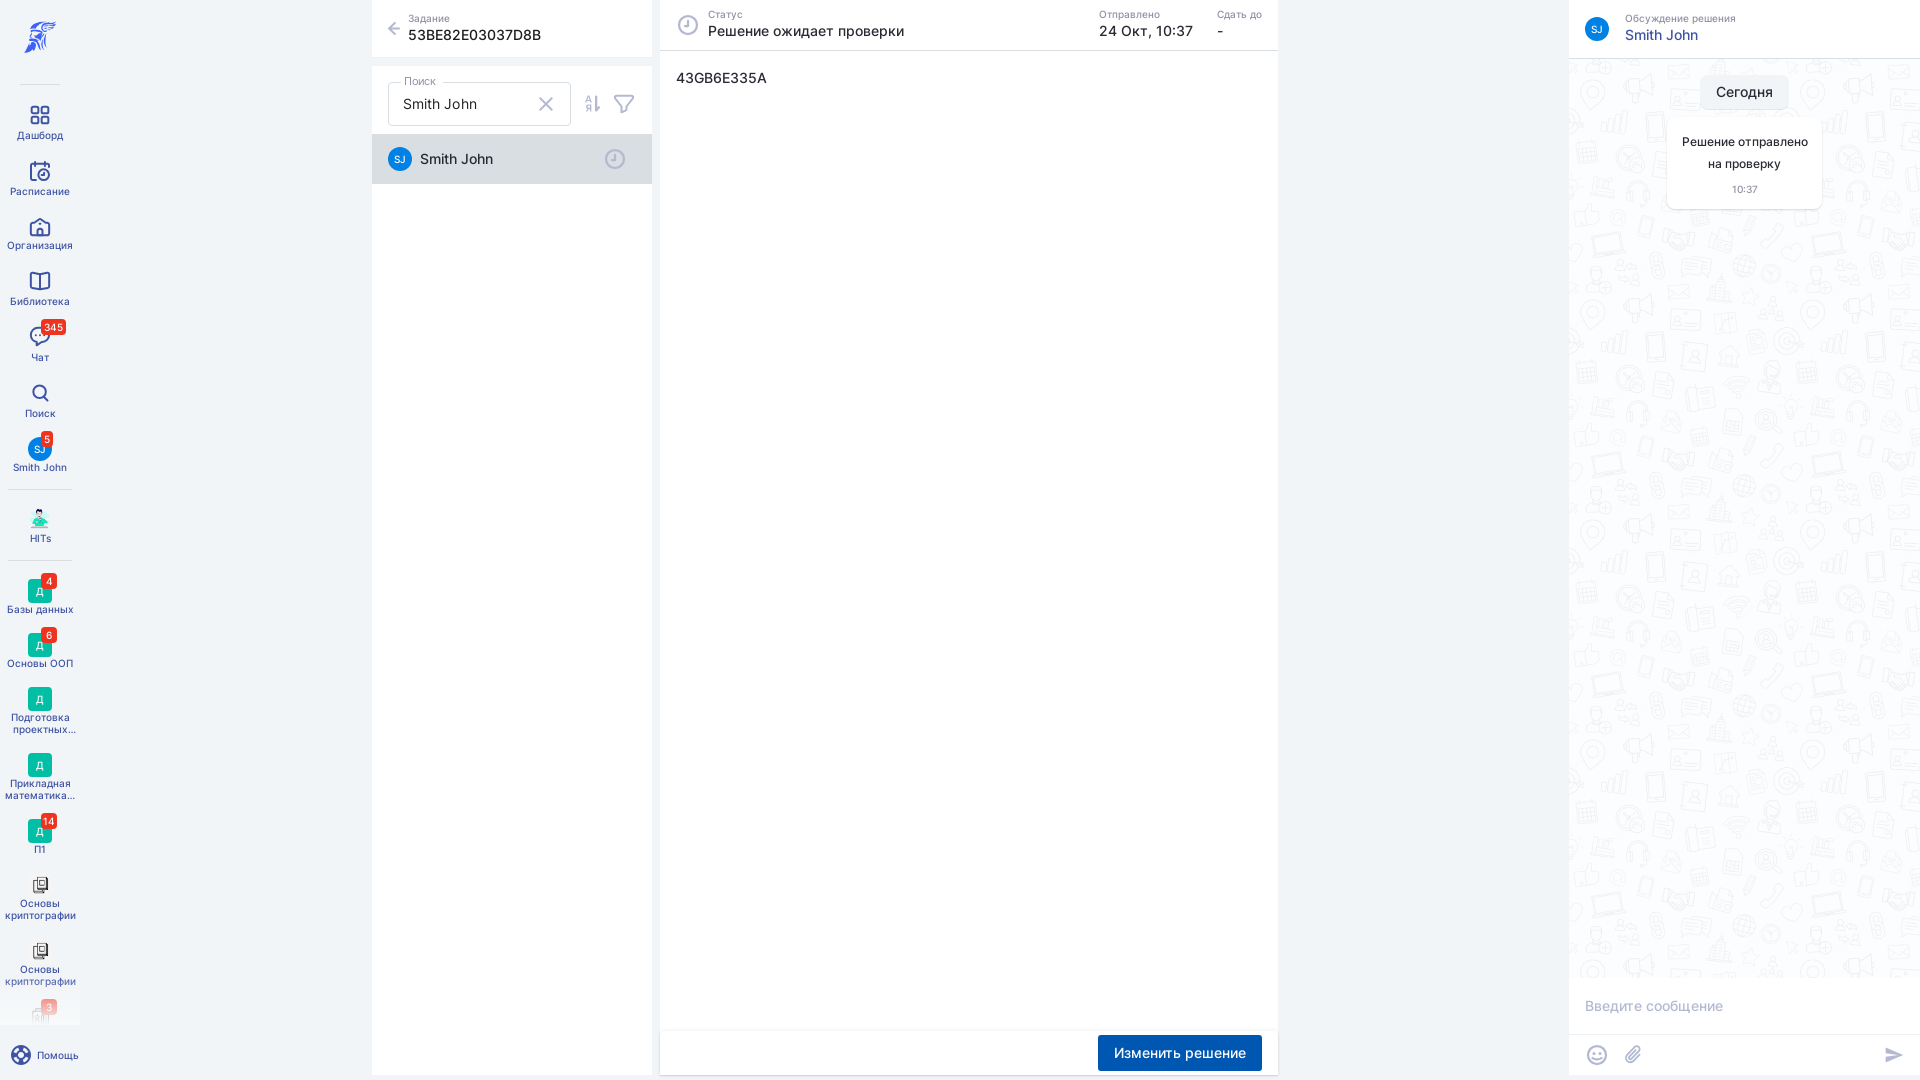 Дашборд
Расписание
Организация
Библиотека
345
Чат
Поиск
5
SJ
Smith John
HITs
4
Д
Базы данных
6
Д
Основы ООП
Д
Подготовка
проектных...
Д
Прикладная
математика...
14
Д
П1
Основы
криптографии
Основы
криптографии
3
Помощь
Задание
53BE82E03037D8B
Поиск
Smith John
SJ
Smith John
Статус
Решение ожидает проверки
Отправлено
24 Окт, 10:37
Сдать до
-
43GB6E335A
Изменить решение
SJ
Обсуждение решения
Smith John
Сегодня
Решение отправлено
на проверку
10:37
Введите сообщение